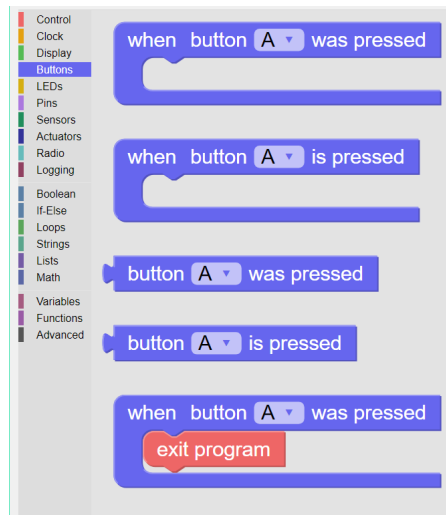 Control
Clock
Display
Buttons
LEDs
Pins
Sensors
Actuators
Radio
Logging
Boolean
If-Else
Loops
Strings
Lists
Math
Variables
Functions
Advanced
when button A was pressed
when button A is pressed
button A was pressed
button A is pressed
when button A was pressed
exit program